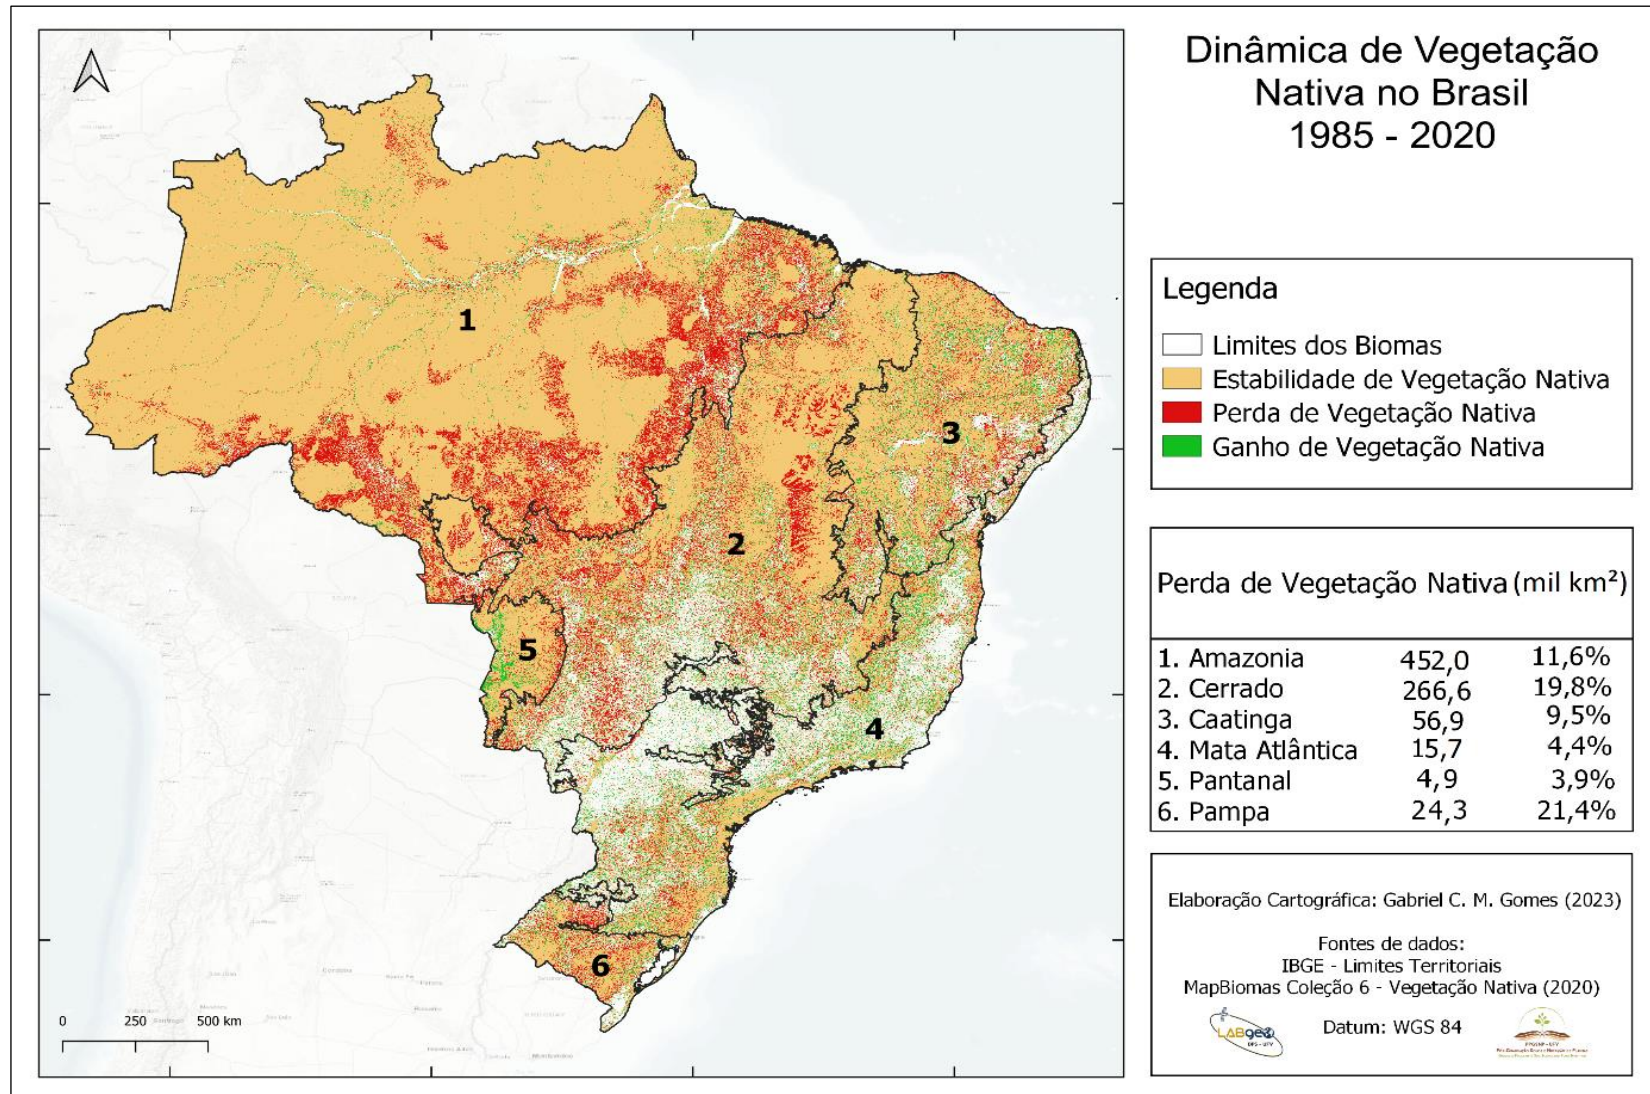 Dinâmica de Vegetação
Nativa no Brasil
1985 - 2020
Legenda
Limites dos Biomas
Estabilidade de Vegetação Nativa
Perda de Vegetação Nativa
Ganho de Vegetação Nativa
Perda de Vegetação Nativa (mil km²)
1. Amazonia 452,0 11,6%
2. Cerrado 266,6 19,8%
3. Caatinga 56,9 9,5%
4. Mata Atlântica 15,7 4,4%
5. Pantanal 4,9 3,9%
6. Pampa 24,3 21,4%
Elaboração Cartográfica: Gabriel C. M. Gomes (2023)
Fontes de dados:
IBGE - Limites Territoriais
MapBiomas Coleção 6 - Vegetação Nativa (2020)
Datum: WGS 84
LABgeo
DPS - UFV
1
2
3
4
5
6
0 250 500 km